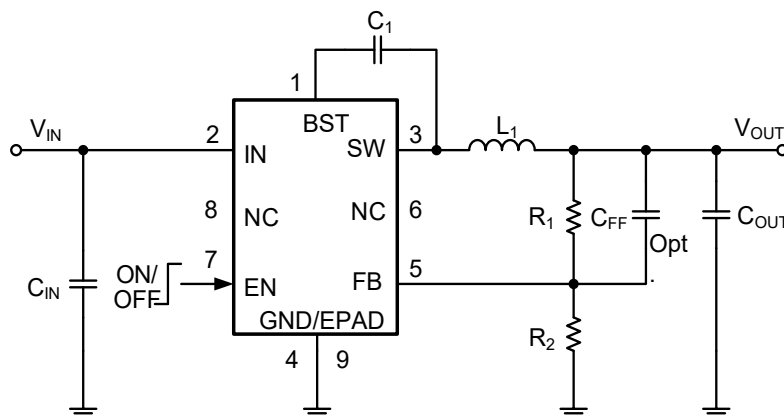 C1
1
BST
VIN
2
IN
SW
3
L1
VOUT
8
NC
NC
6
R1
CFF
Opt
COUT
CIN
ON/
OFF
7
EN
FB
5
GND/EPAD
R2
4
9